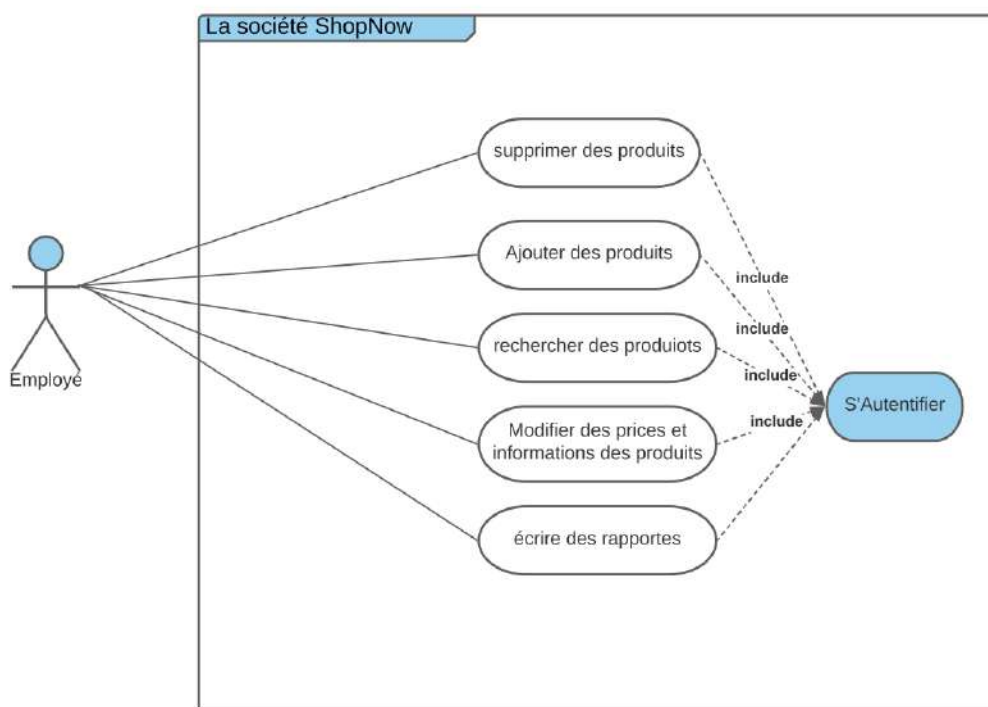 La société ShopNow
supprimer des produits
Ajouter des produits
include
include
rechercher des produiots
include
S'Autentifier
Employé
Modifier des prices et
informations des produits
include
écrire des rapportes